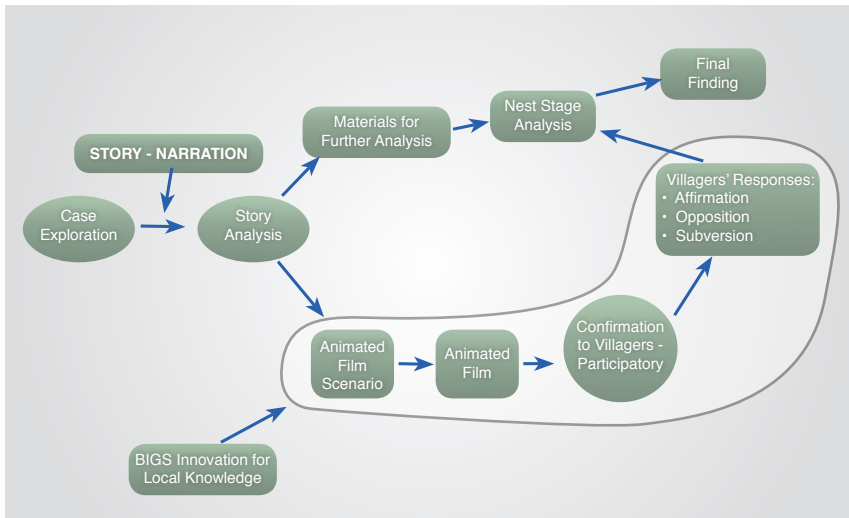 STORY - NARRATION
Case
Exploration
Story
Analysis
Materials for
Further Analysis
Nest Stage
Analysis
Final
Finding
Villagers’ Responses:
• Affirmation
• Opposition
• Subversion
Animated
Film
Scenario
Animated
Film
Confirmation
to Villagers -
Participatory
BIGS Innovation for
Local Knowledge